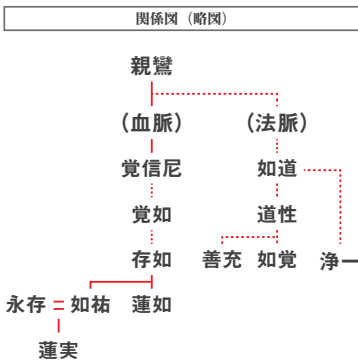 関係図（略図）
親鸞
（血脈） （法脈）
覚信尼 如道
覚如 道性
存如 善充 如覚 浄一
永存 如祐 蓮如
蓮実